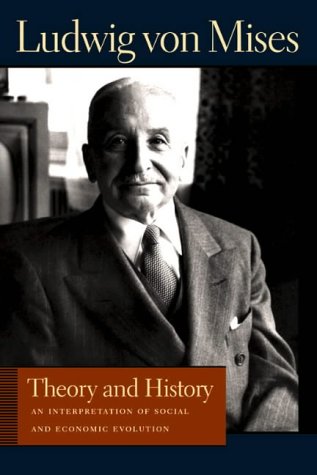 Ludwig von Mises
Theory and History
AN INTERPRETATION OF SOCIAL
AND ECONOMIC EVOLUTION